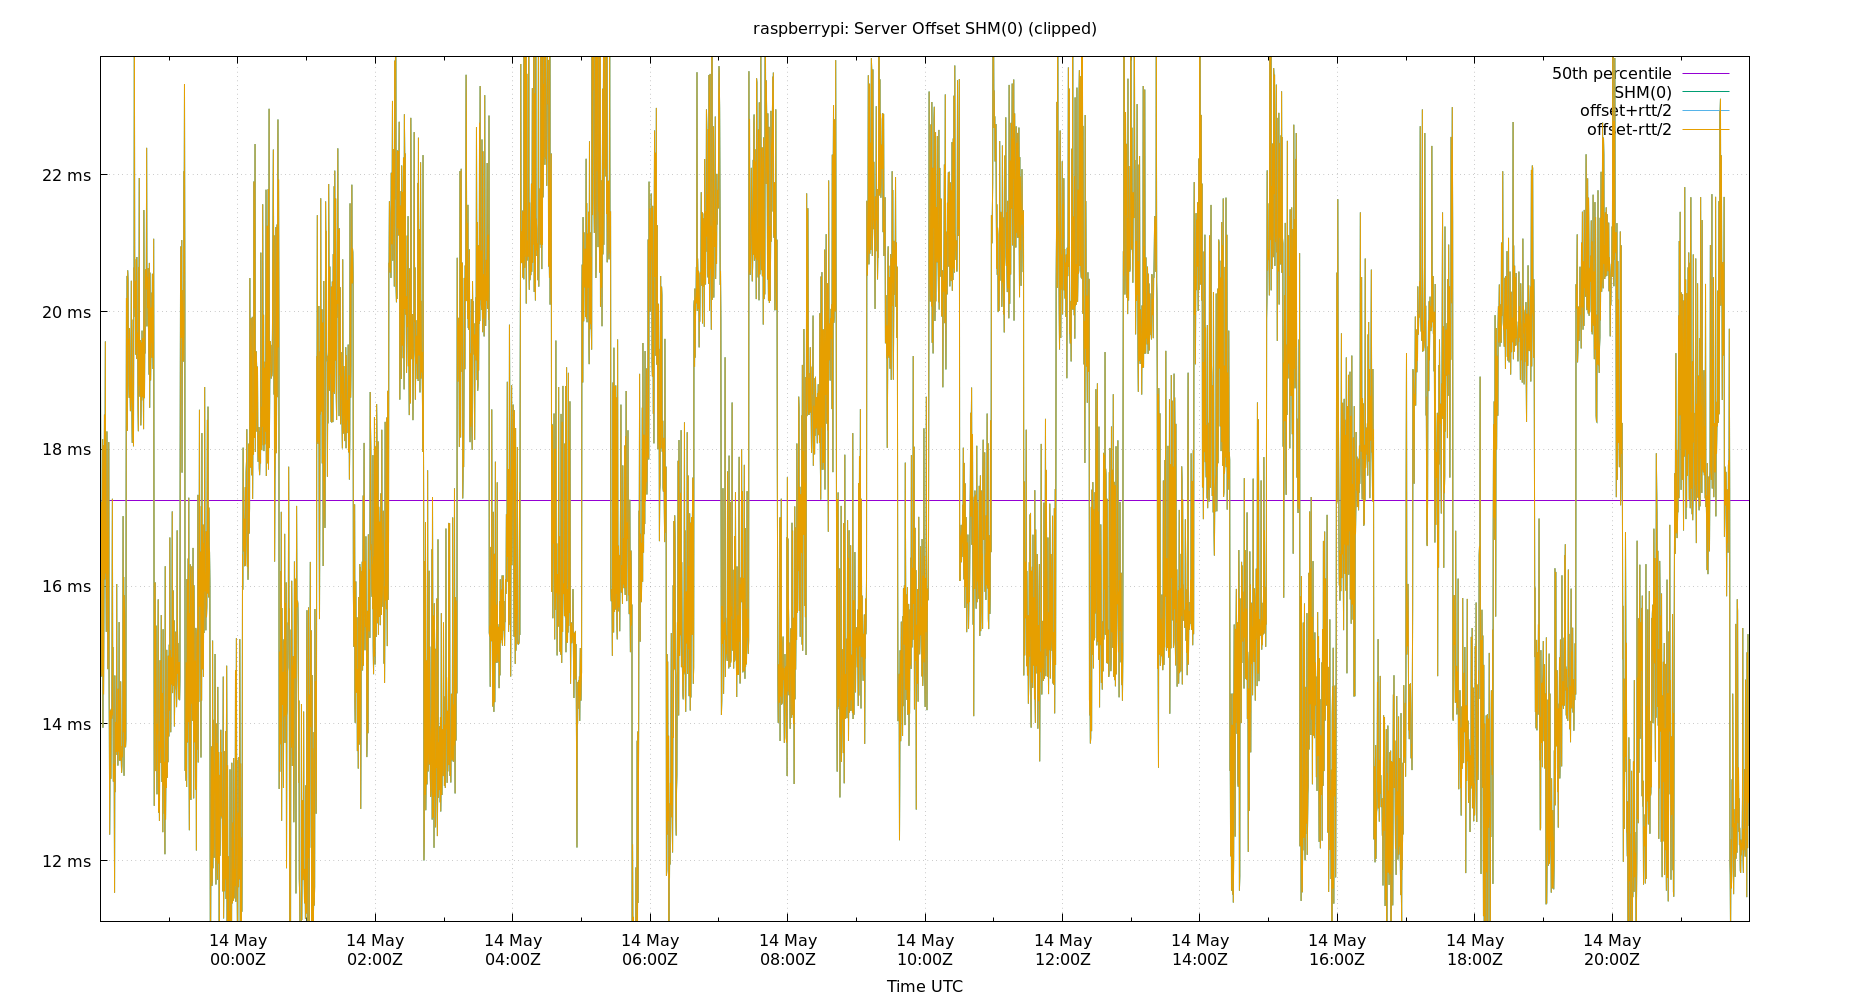 raspberrypi: Server Offset SHM(0) (clipped)
50th percentile
SHM(0)
offset+rtt/2
offset-rtt/2
22 ms
20 ms
18 ms
16 ms
14 ms
12 ms
14 May 14 May 14 May 14 May 14 May 14 May 14 May 14 May 14 May 14 May 14 May
00:00Z 02:00Z 04:00Z 06:00Z 08:00Z 10:00Z 12:00Z 14:00Z 16:00Z 18:00Z 20:00Z
Time UTC